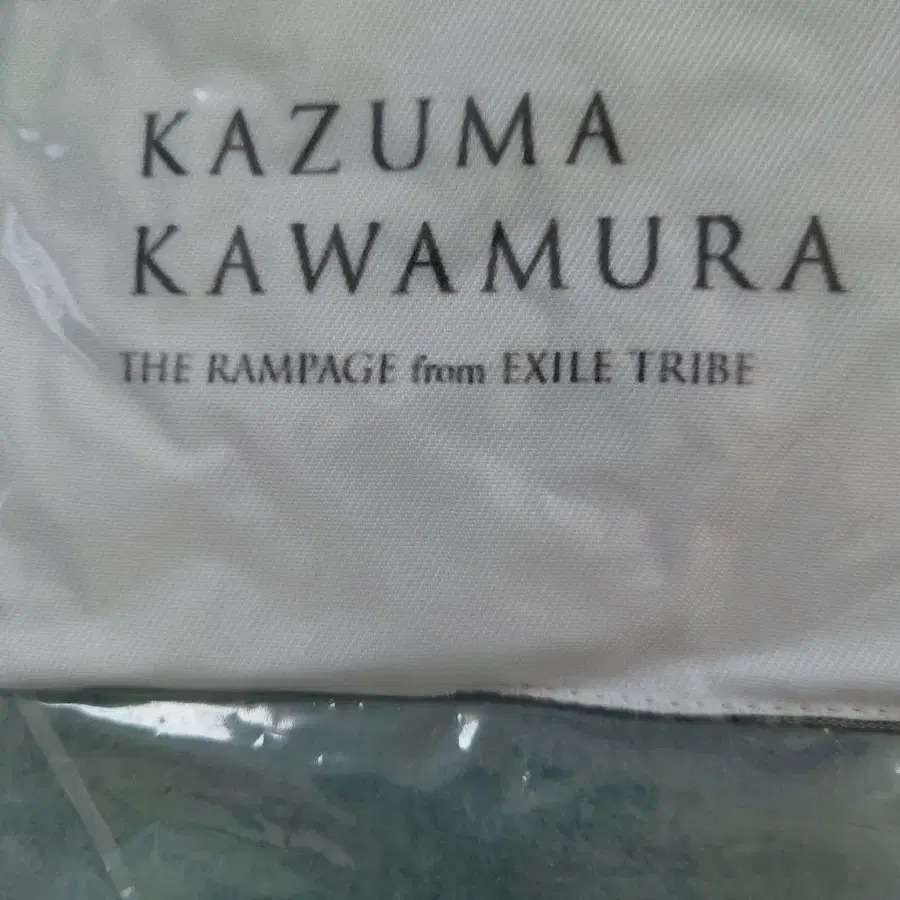 KAZUMA
KAWAMURA
THE RAMPAGE from EXILE TRIBE